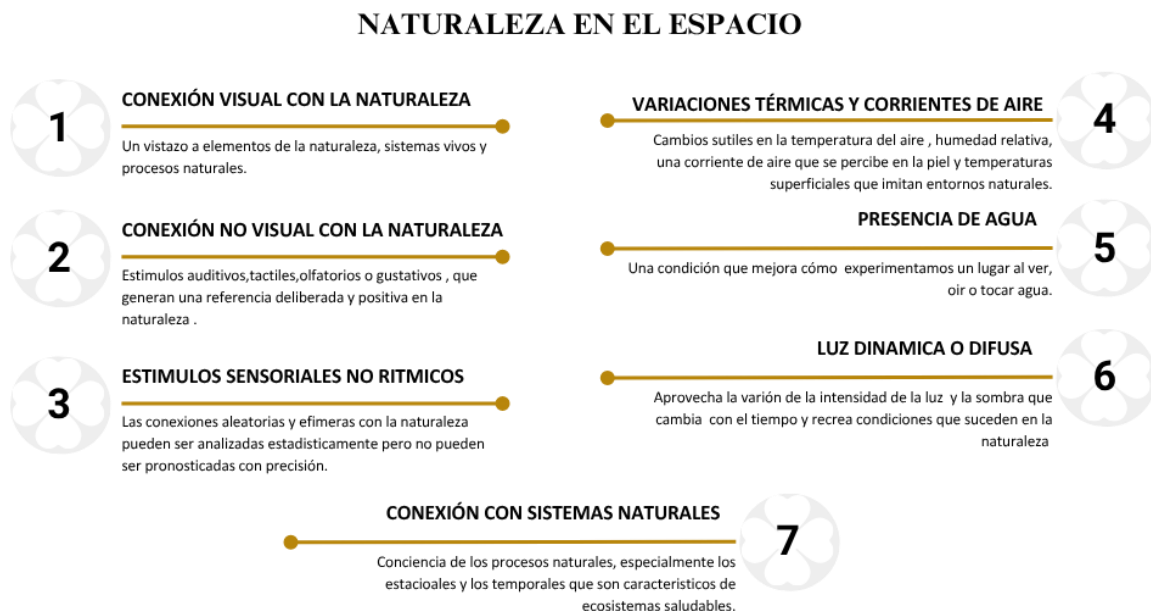 NATURALEZA EN EL ESPACIO
1
CONEXIÓN VISUAL CON LA NATURALEZA
Un vistazo a elementos de la naturaleza, sistemas vivos y
procesos naturales.
2
CONEXIÓN NO VISUAL CON LA NATURALEZA
Estimulos auditivos,tactiles,olfatorios o gustativos , que
generan una referencia deliberada y positiva en la
naturaleza .
3
ESTIMULOS SENSORIALES NO RITMICOS
Las conexiones aleatorias y efimeras con la naturaleza
pueden ser analizadas estadisticamente pero no pueden
ser pronosticadas con precisión.
4
VARIACIONES TÉRMICAS Y CORRIENTES DE AIRE
Cambios sutiles en la temperatura del aire , humedad relativa,
una corriente de aire que se percibe en la piel y temperaturas
superficiales que imitan entornos naturales.
5
PRESENCIA DE AGUA
Una condición que mejora cómo experimentamos un lugar al ver,
oir o tocar agua.
6
LUZ DINAMICA O DIFUSA
Aprovecha la varión de la intensidad de la luz y la sombra que
cambia con el tiempo y recrea condiciones que suceden en la
naturaleza
7
CONEXIÓN CON SISTEMAS NATURALES
Conciencia de los procesos naturales, especialmente los
estacioales y los temporales que son caracteristicos de
ecosistemas saludables.